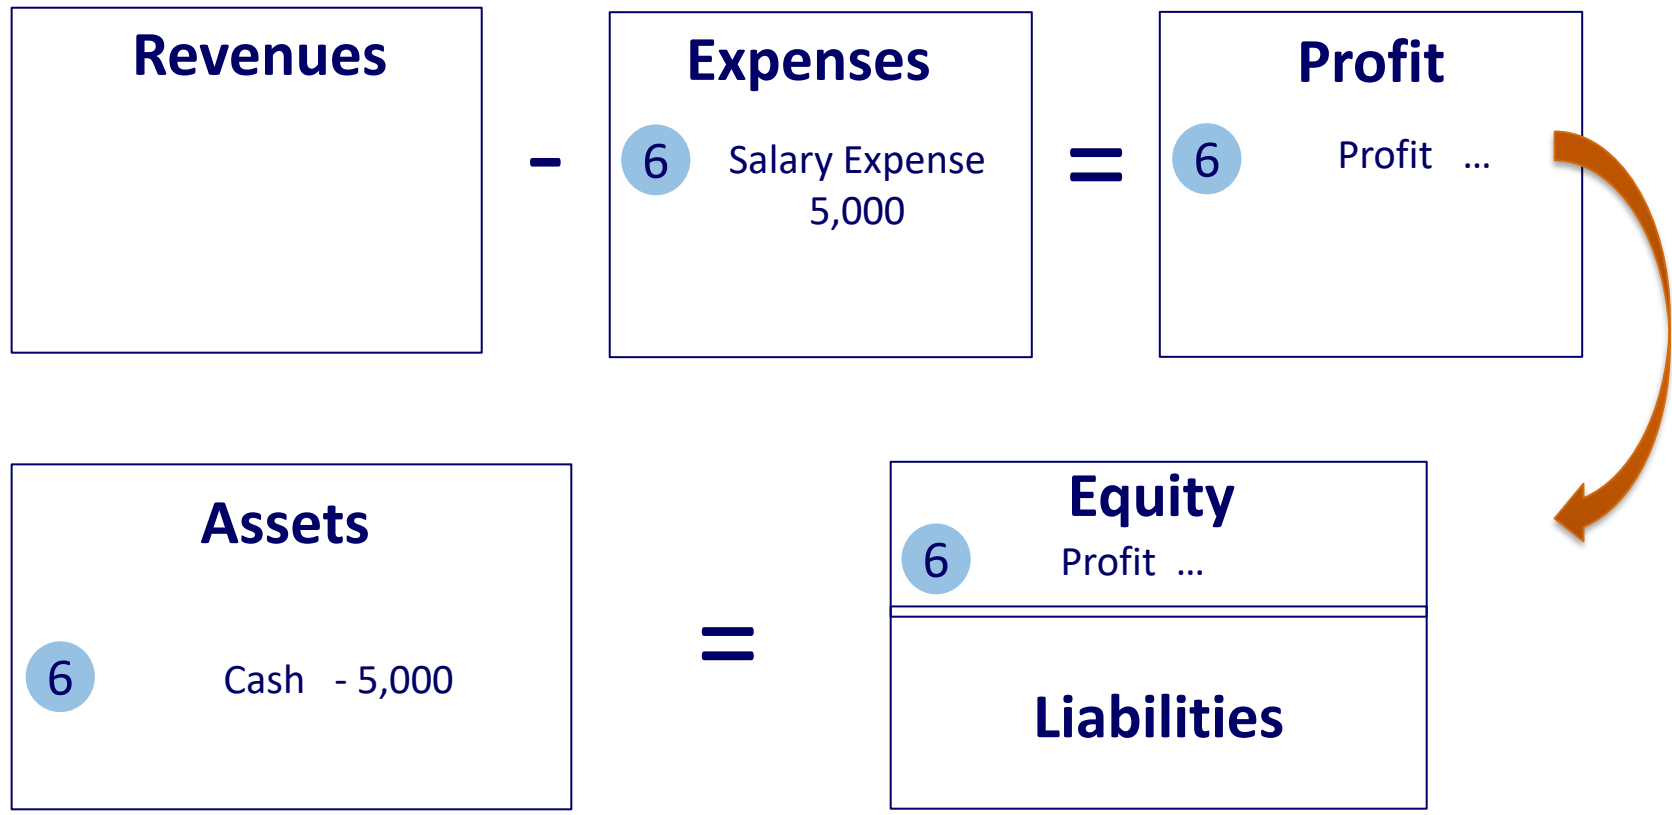 Revenues
-
Expenses
6 Salary Expense
5,000
=
Profit
6 Profit ...
Assets
6 Cash - 5,000
=
Equity
6 Profit ...
Liabilities